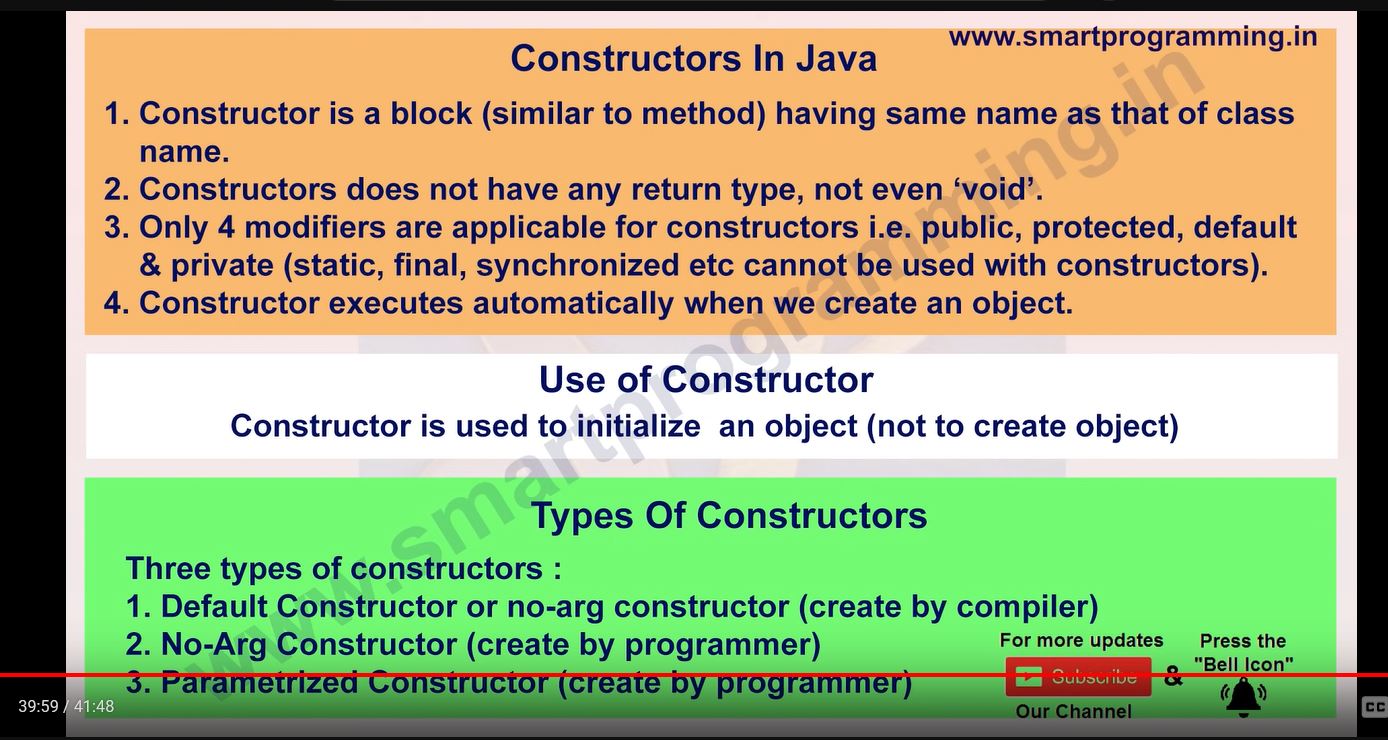 www.smartprogramming.in
Constructors In Java
1. Constructor is a block (similar to method) having same name as that of class
name.
2. Constructors does not have any return type, not even ‘void’.
3. Only 4 modifiers are applicable for constructors i.e. public, protected, default
& private (static, final, synchronized etc cannot be used with constructors).
4. Constructor executes automatically when we create an object.
Use of Constructor
Constructor is used to initialize  an object (not to create object)
Types Of Constructors
Three types of constructors :
1. Default Constructor or no-arg constructor (create by compiler)
2. No-Arg Constructor (create by programmer)
3. Parametrized Constructor (create by programmer)
For more updates
Subscribe
&
Our Channel
Press the
"Bell Icon"
www.smartprogramming.in
39:59 / 41:48
CC